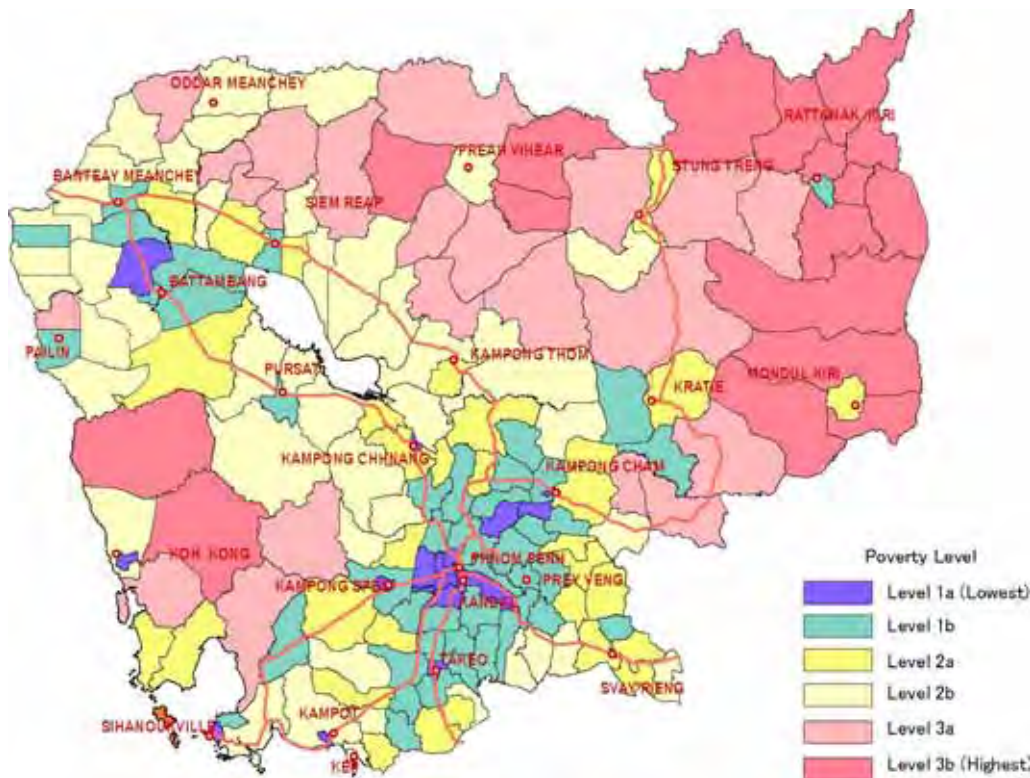 ODDAR MEANCHEY
RATTANAK KIRI
PREAH VIHEAR
STUNG TRENG
BANTEAY MEANCHEY
SIEM REAP
BATTAMBANG
PAILIN
KAMPONG THOM
PURSAT
KRATIE
MONDUL KIRI
KAMPONG CHHNANG
KAMPONG CHAM
KOH KONG
PHNOM PENH
KAMPONG SPEU
PREY VENG
KANDAL
TAKEO
SVAY RIENG
SIHANOUKVILLE
KAMPOT
KEP
Poverty Level
Level 1a (Lowest)
Level 1b
Level 2a
Level 2b
Level 3a
Level 3b (Highest)